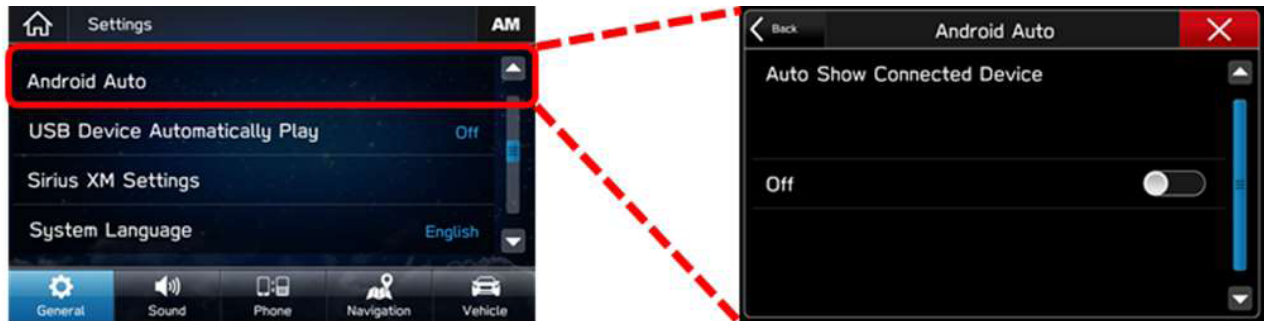 Settings
AM
Android Auto
USB Device Automatically Play
Off
Sirius XM Settings
System Language
English
General
Sound
Phone
Navigation
Vehicle
Back
Android Auto
Auto Show Connected Device
Off